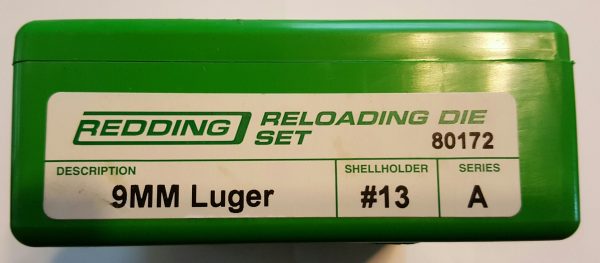 REDDING RELOADING DIE
SET 80172
DESCRIPTION SHELLHOLDER SERIES
9MM Luger #13 A